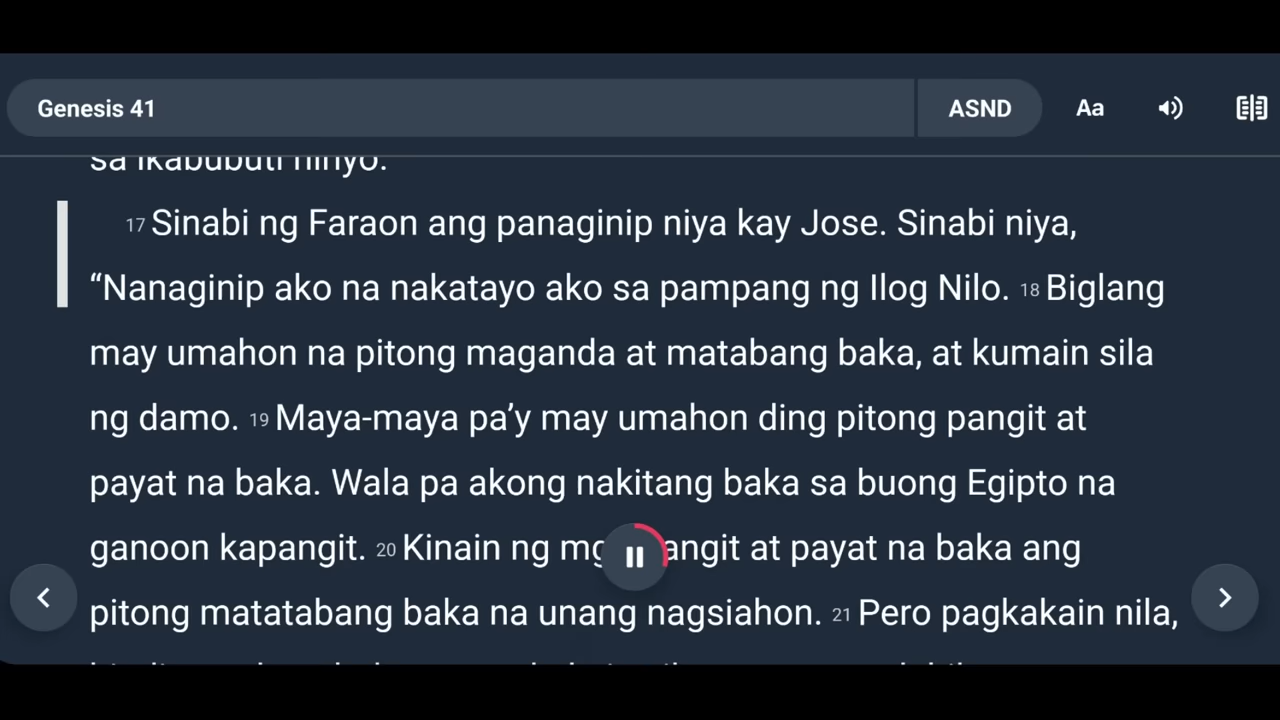 Genesis 41
ASND
Aa
sa ikabubuti ninyo.
17 Sinabi ng Faraon ang panaginip niya kay Jose. Sinabi niya,
“Nanaginip ako na nakatayo ako sa pampang ng Ilog Nilo. 18 Biglang
may umahon na pitong maganda at matabang baka, at kumain sila
ng damo. 19 Maya-maya pa’y may umahon ding pitong pangit at
payat na baka. Wala pa akong nakitang baka sa buong Egipto na
ganoon kapangit. 20 Kinain ng angit at payat na baka ang
pitong matatabang baka na unang nagsiahon. 21 Pero pagkakain nila,